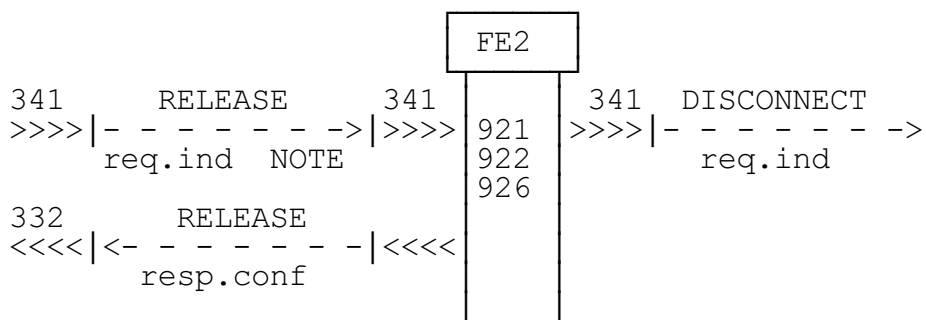 FE2
341 RELEASE 341 341 DISCONNECT
>>>>|- - - - - - ->|>>>> 921 >>>>|- - - - - - ->
req.ind NOTE 922 req.ind
926
332 RELEASE
<<<<|<- - - - - - -|<<<<
resp.conf